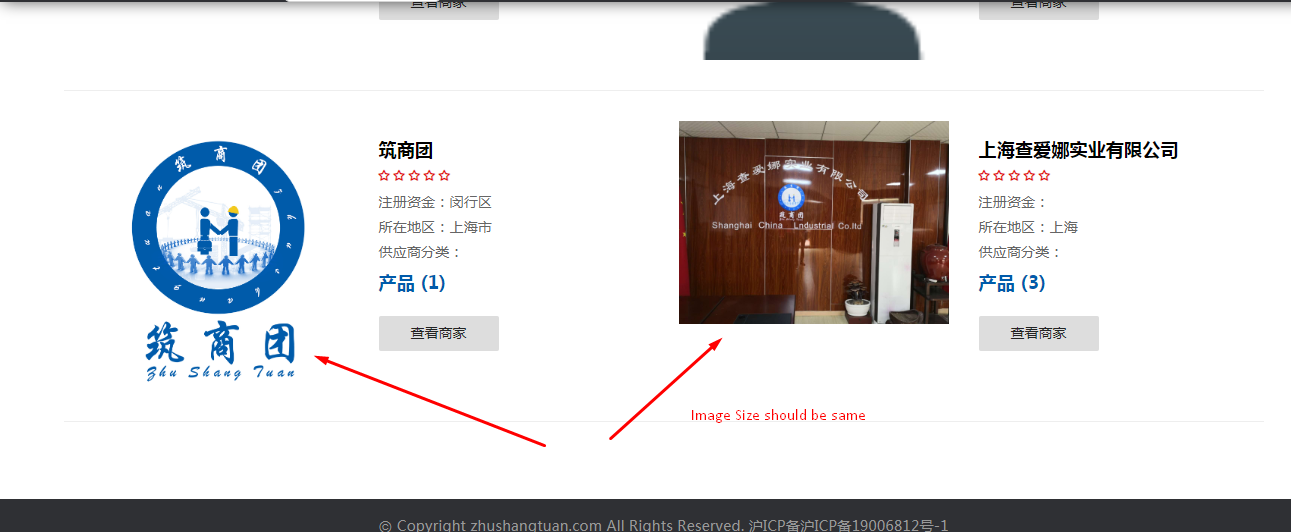 查看商家
查看商家
筑 商 团
筑 商 团
Zhu Shang Tuan
筑商团
注册资金：闵行区
所在地区：上海市
供应商分类：
产品 (1)
查看商家
上海查爱娜实业有限公司
筑 商 团
Shanghai China Lndustrial Co.ltd
上海查爱娜实业有限公司
注册资金：
所在地区：上海
供应商分类：
产品 (3)
查看商家
Image Size should be same
© Copyright zhushangtuan.com All Rights Reserved. 沪ICP备沪ICP备19006812号-1